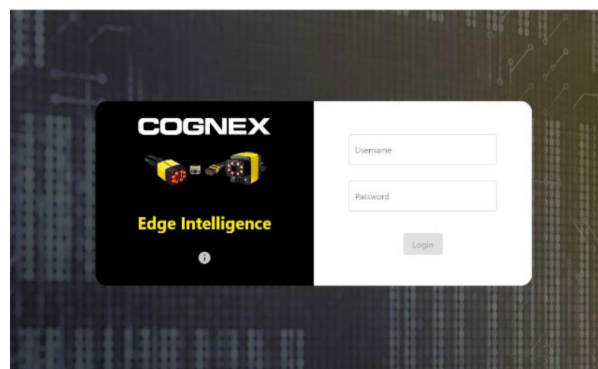 COGNEX
Edge Intelligence
Username
Password
Login